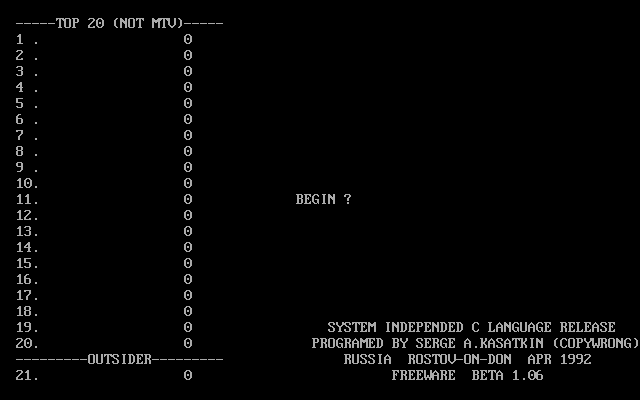 -----TOP 20 (NOT MTV)-----
1 . 0
2 . 0
3 . 0
4 . 0
5 . 0
6 . 0
7 . 0
8 . 0
9 . 0
10. 0
11. 0 BEGIN ?
12. 0
13. 0
14. 0
15. 0
16. 0
17. 0
18. 0
19. 0 SYSTEM INDEPENDED C LANGUAGE RELEASE
20. 0 PROGRAMED BY SERGE A.KASATKIN (COPYWRONG)
---------OUTSIDER--------- RUSSIA ROSTOV-ON-DON APR 1992
21. 0 FREEWARE BETA 1.06